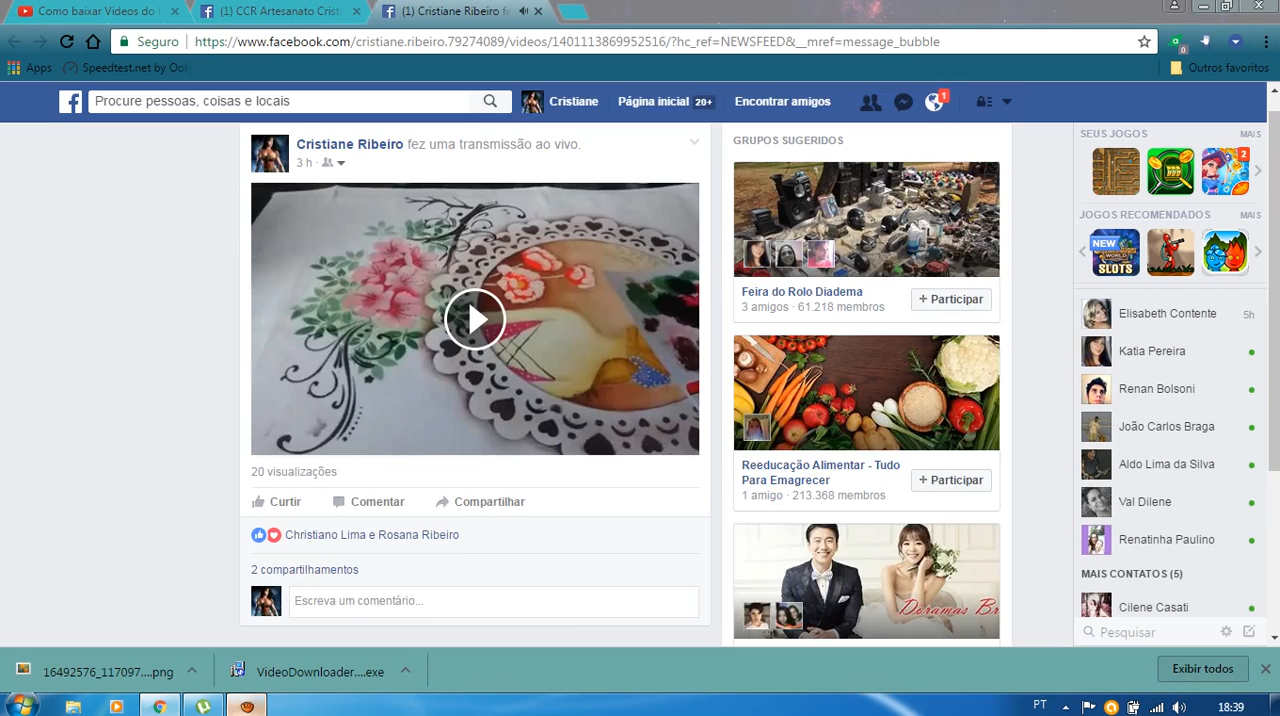 Como baixar Videos do
(1) CCR Artesanato Crist
(1) Cristiane Ribeiro fe
Seguro
https://www.facebook.com/cristiane.ribeiro.79274089/videos/1401113869952516/?hc_ref=NEWSFEED&__mref=message_bubble
0
Apps
Speedtest.net by Ook
Outros favoritos
Procure pessoas, coisas e locais
Cristiane
Página inicial 20+
Encontrar amigos
1
Cristiane Ribeiro fez uma transmissão ao vivo.
3 h ·
20 visualizações
Curtir
Comentar
Compartilhar
Christiano Lima e Rosana Ribeiro
2 compartilhamentos
Escreva um comentário...
GRUPOS SUGERIDOS
Feira do Rolo Diadema
3 amigos · 61.218 membros
+ Participar
Reeducação Alimentar - Tudo
Para Emagrecer
1 amigo · 213.368 membros
+ Participar
Doramas Br
SEUS JOGOS
MAIS
2
JOGOS RECOMENDADOS
MAIS
NEW
WORLD
SLOTS
Elisabeth Contente
5h
Katia Pereira
Renan Bolsoni
João Carlos Braga
Aldo Lima da Silva
Val Dilene
Renatinha Paulino
MAIS CONTATOS (5)
Cilene Casati
Pesquisar
16492576_117097....png
VideoDownloader....exe
Exibir todos
PT
18:39